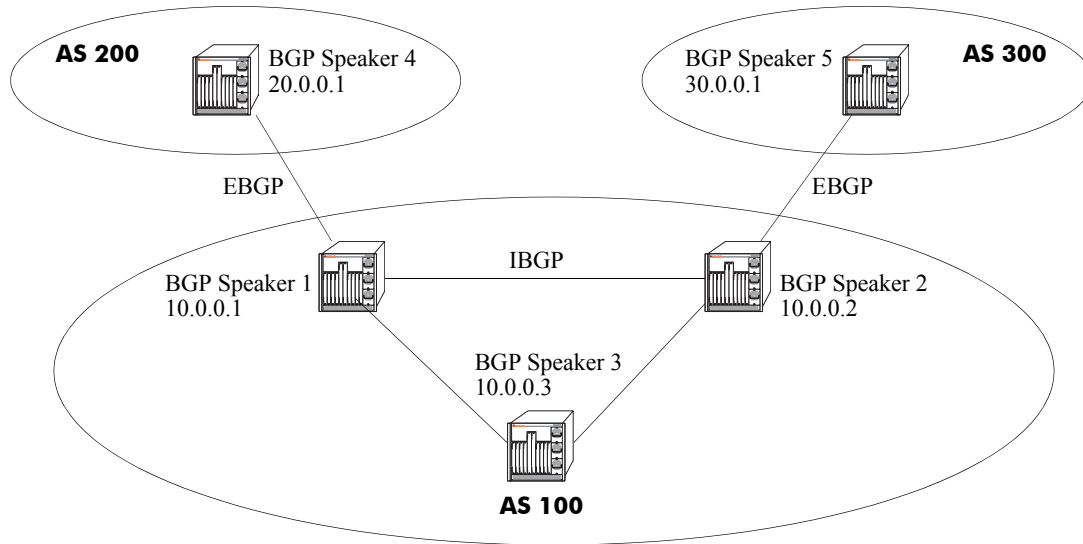 AS 200
BGP Speaker 4
20.0.0.1
BGP Speaker 5
30.0.0.1
AS 300
EBGP
EBGP
BGP Speaker 1
10.0.0.1
IBGP
BGP Speaker 2
10.0.0.2
BGP Speaker 3
10.0.0.3
AS 100